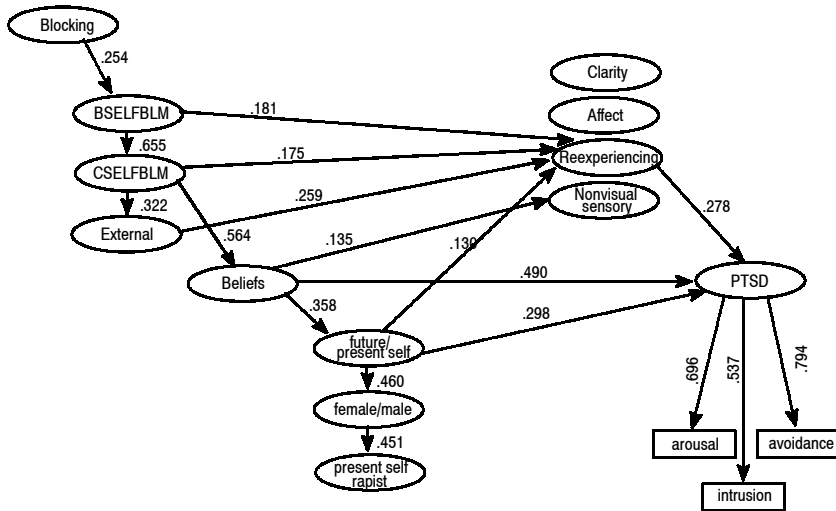 Blocking
.254
Clarity
BSELFBLM
.181
Affect
.655
.175
Reexperiencing
CSELFBLM
.322
.259
Nonvisual
sensory
.278
External
.564
.135
.130
Beliefs
.490
PTSD
.358
.298
future/
present self
.460
.696
.537
.794
female/male
.451
arousal
avoidance
present self
rapist
intrusion